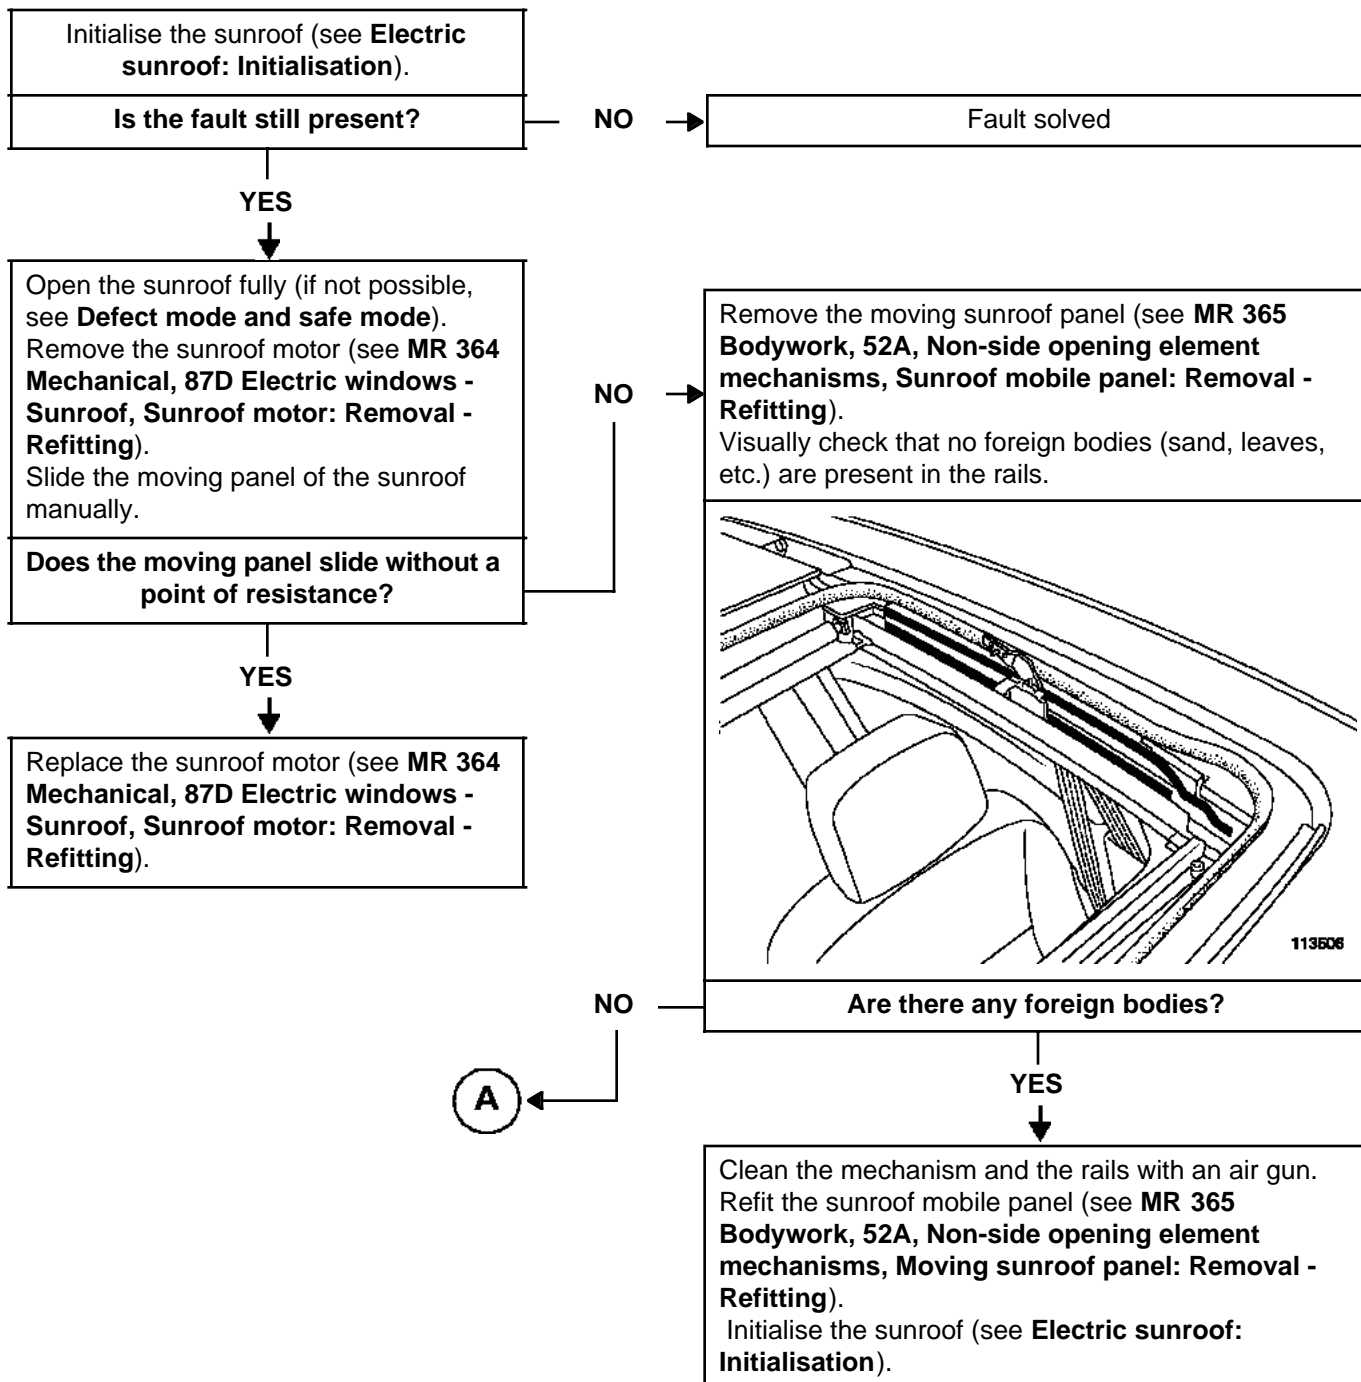 Initialise the sunroof (see Electric
sunroof: Initialisation).
Is the fault still present?
NO
Fault solved
YES
Open the sunroof fully (if not possible,
see Defect mode and safe mode).
Remove the sunroof motor (see MR 364
Mechanical, 87D Electric windows -
Sunroof, Sunroof motor: Removal -
Refitting).
Slide the moving panel of the sunroof
manually.
Does the moving panel slide without a
point of resistance?
NO
Remove the moving sunroof panel (see MR 365
Bodywork, 52A, Non-side opening element
mechanisms, Sunroof mobile panel: Removal -
Refitting).
Visually check that no foreign bodies (sand, leaves,
etc.) are present in the rails.
YES
Replace the sunroof motor (see MR 364
Mechanical, 87D Electric windows -
Sunroof, Sunroof motor: Removal -
Refitting).
113506
Are there any foreign bodies?
NO
A
YES
Clean the mechanism and the rails with an air gun.
Refit the sunroof mobile panel (see MR 365
Bodywork, 52A, Non-side opening element
mechanisms, Moving sunroof panel: Removal -
Refitting).
Initialise the sunroof (see Electric sunroof:
Initialisation).